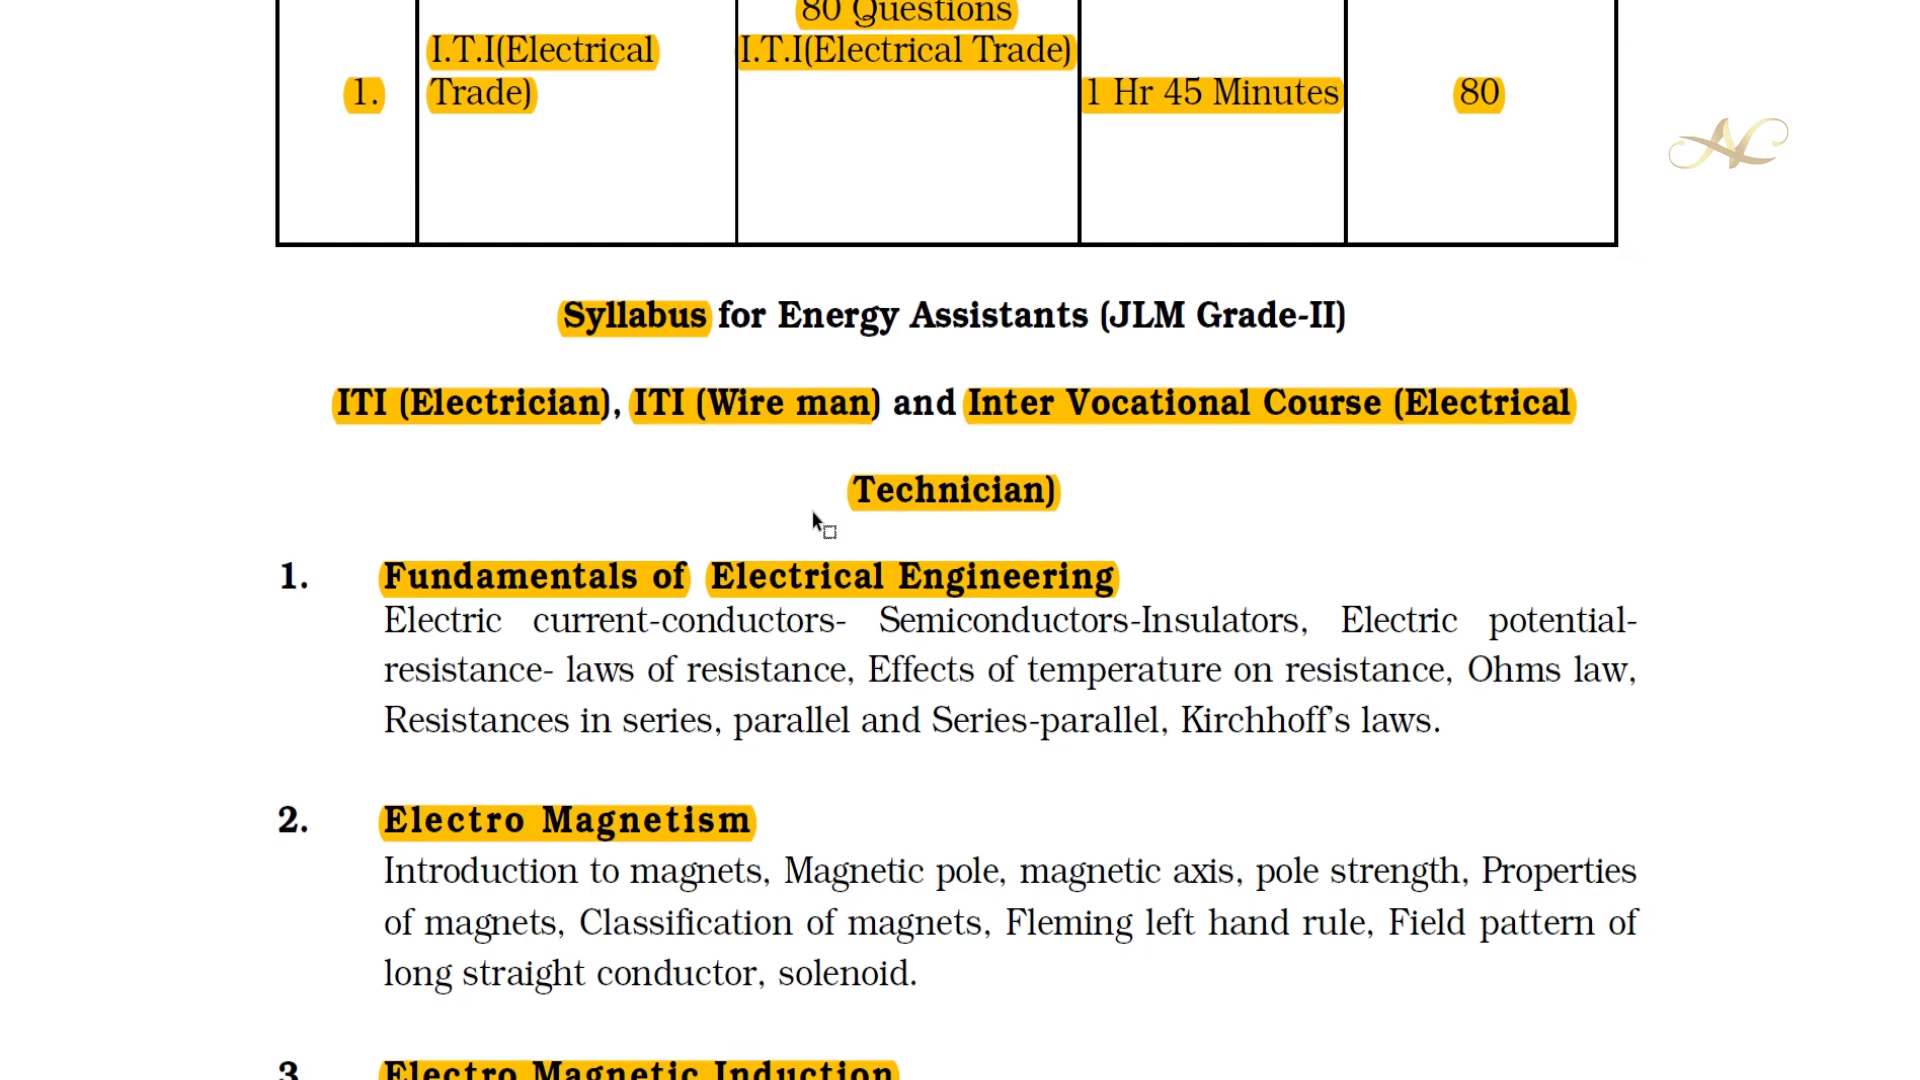 80 Questions
I.T.I(Electrical
I.T.I(Electrical Trade)
1.
Trade)
1 Hr 45 Minutes
80
Syllabus for Energy Assistants (JLM Grade-II)
ITI (Electrician), ITI (Wire man) and Inter Vocational Course (Electrical
Technician)
1. Fundamentals of Electrical Engineering
Electric current-conductors- Semiconductors-Insulators, Electric potential-
resistance- laws of resistance, Effects of temperature on resistance, Ohms law,
Resistances in series, parallel and Series-parallel, Kirchhoff's laws.
2. Electro Magnetism
Introduction to magnets, Magnetic pole, magnetic axis, pole strength, Properties
of magnets, Classification of magnets, Fleming left hand rule, Field pattern of
long straight conductor, solenoid.
3. Electro Magnetic Induction